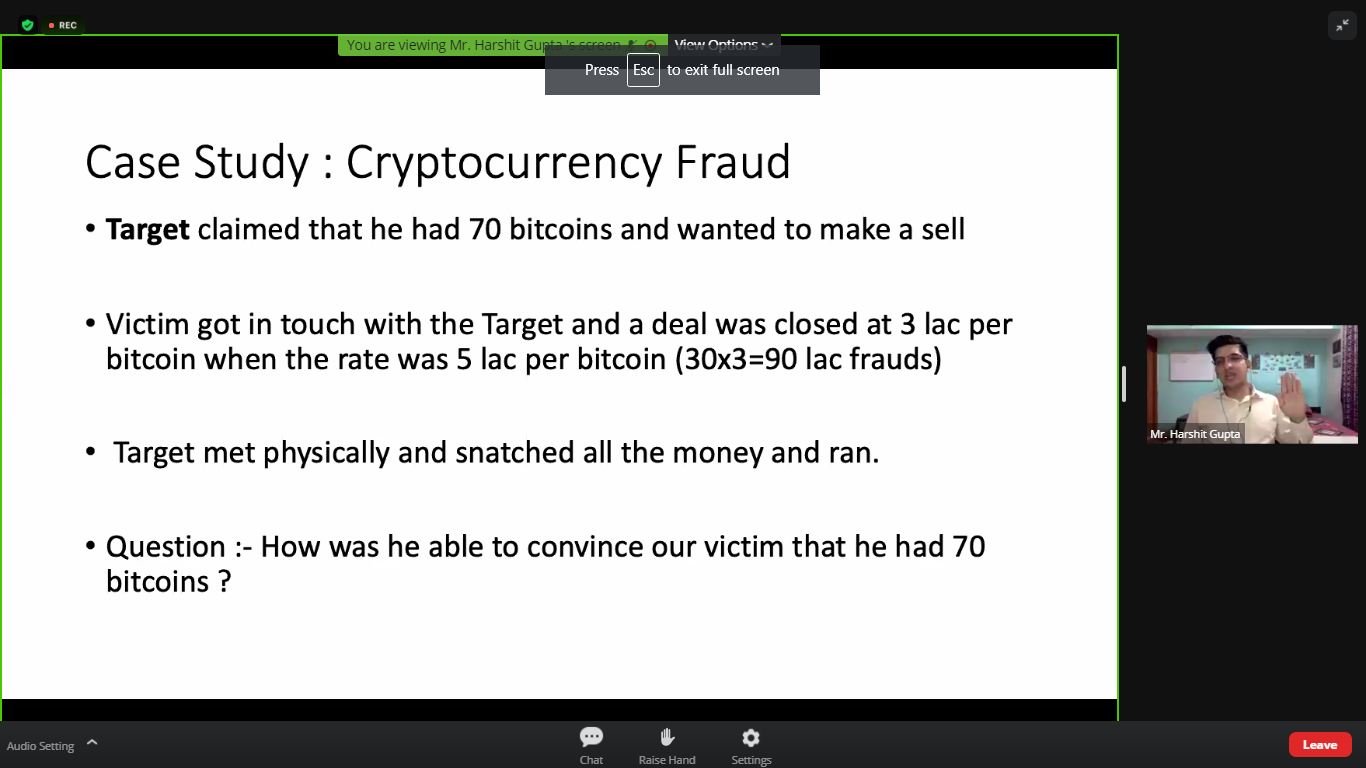 REC
You are viewing Mr. Harshit Gupta 's screen
View Options
Press Esc to exit full screen
Case Study : Cryptocurrency Fraud
• Target claimed that he had 70 bitcoins and wanted to make a sell
• Victim got in touch with the Target and a deal was closed at 3 lac per
bitcoin when the rate was 5 lac per bitcoin (30x3=90 lac frauds)
• Target met physically and snatched all the money and ran.
• Question :- How was he able to convince our victim that he had 70
bitcoins ?
Mr. Harshit Gupta
Audio Setting
Chat
Raise Hand
Settings
Leave